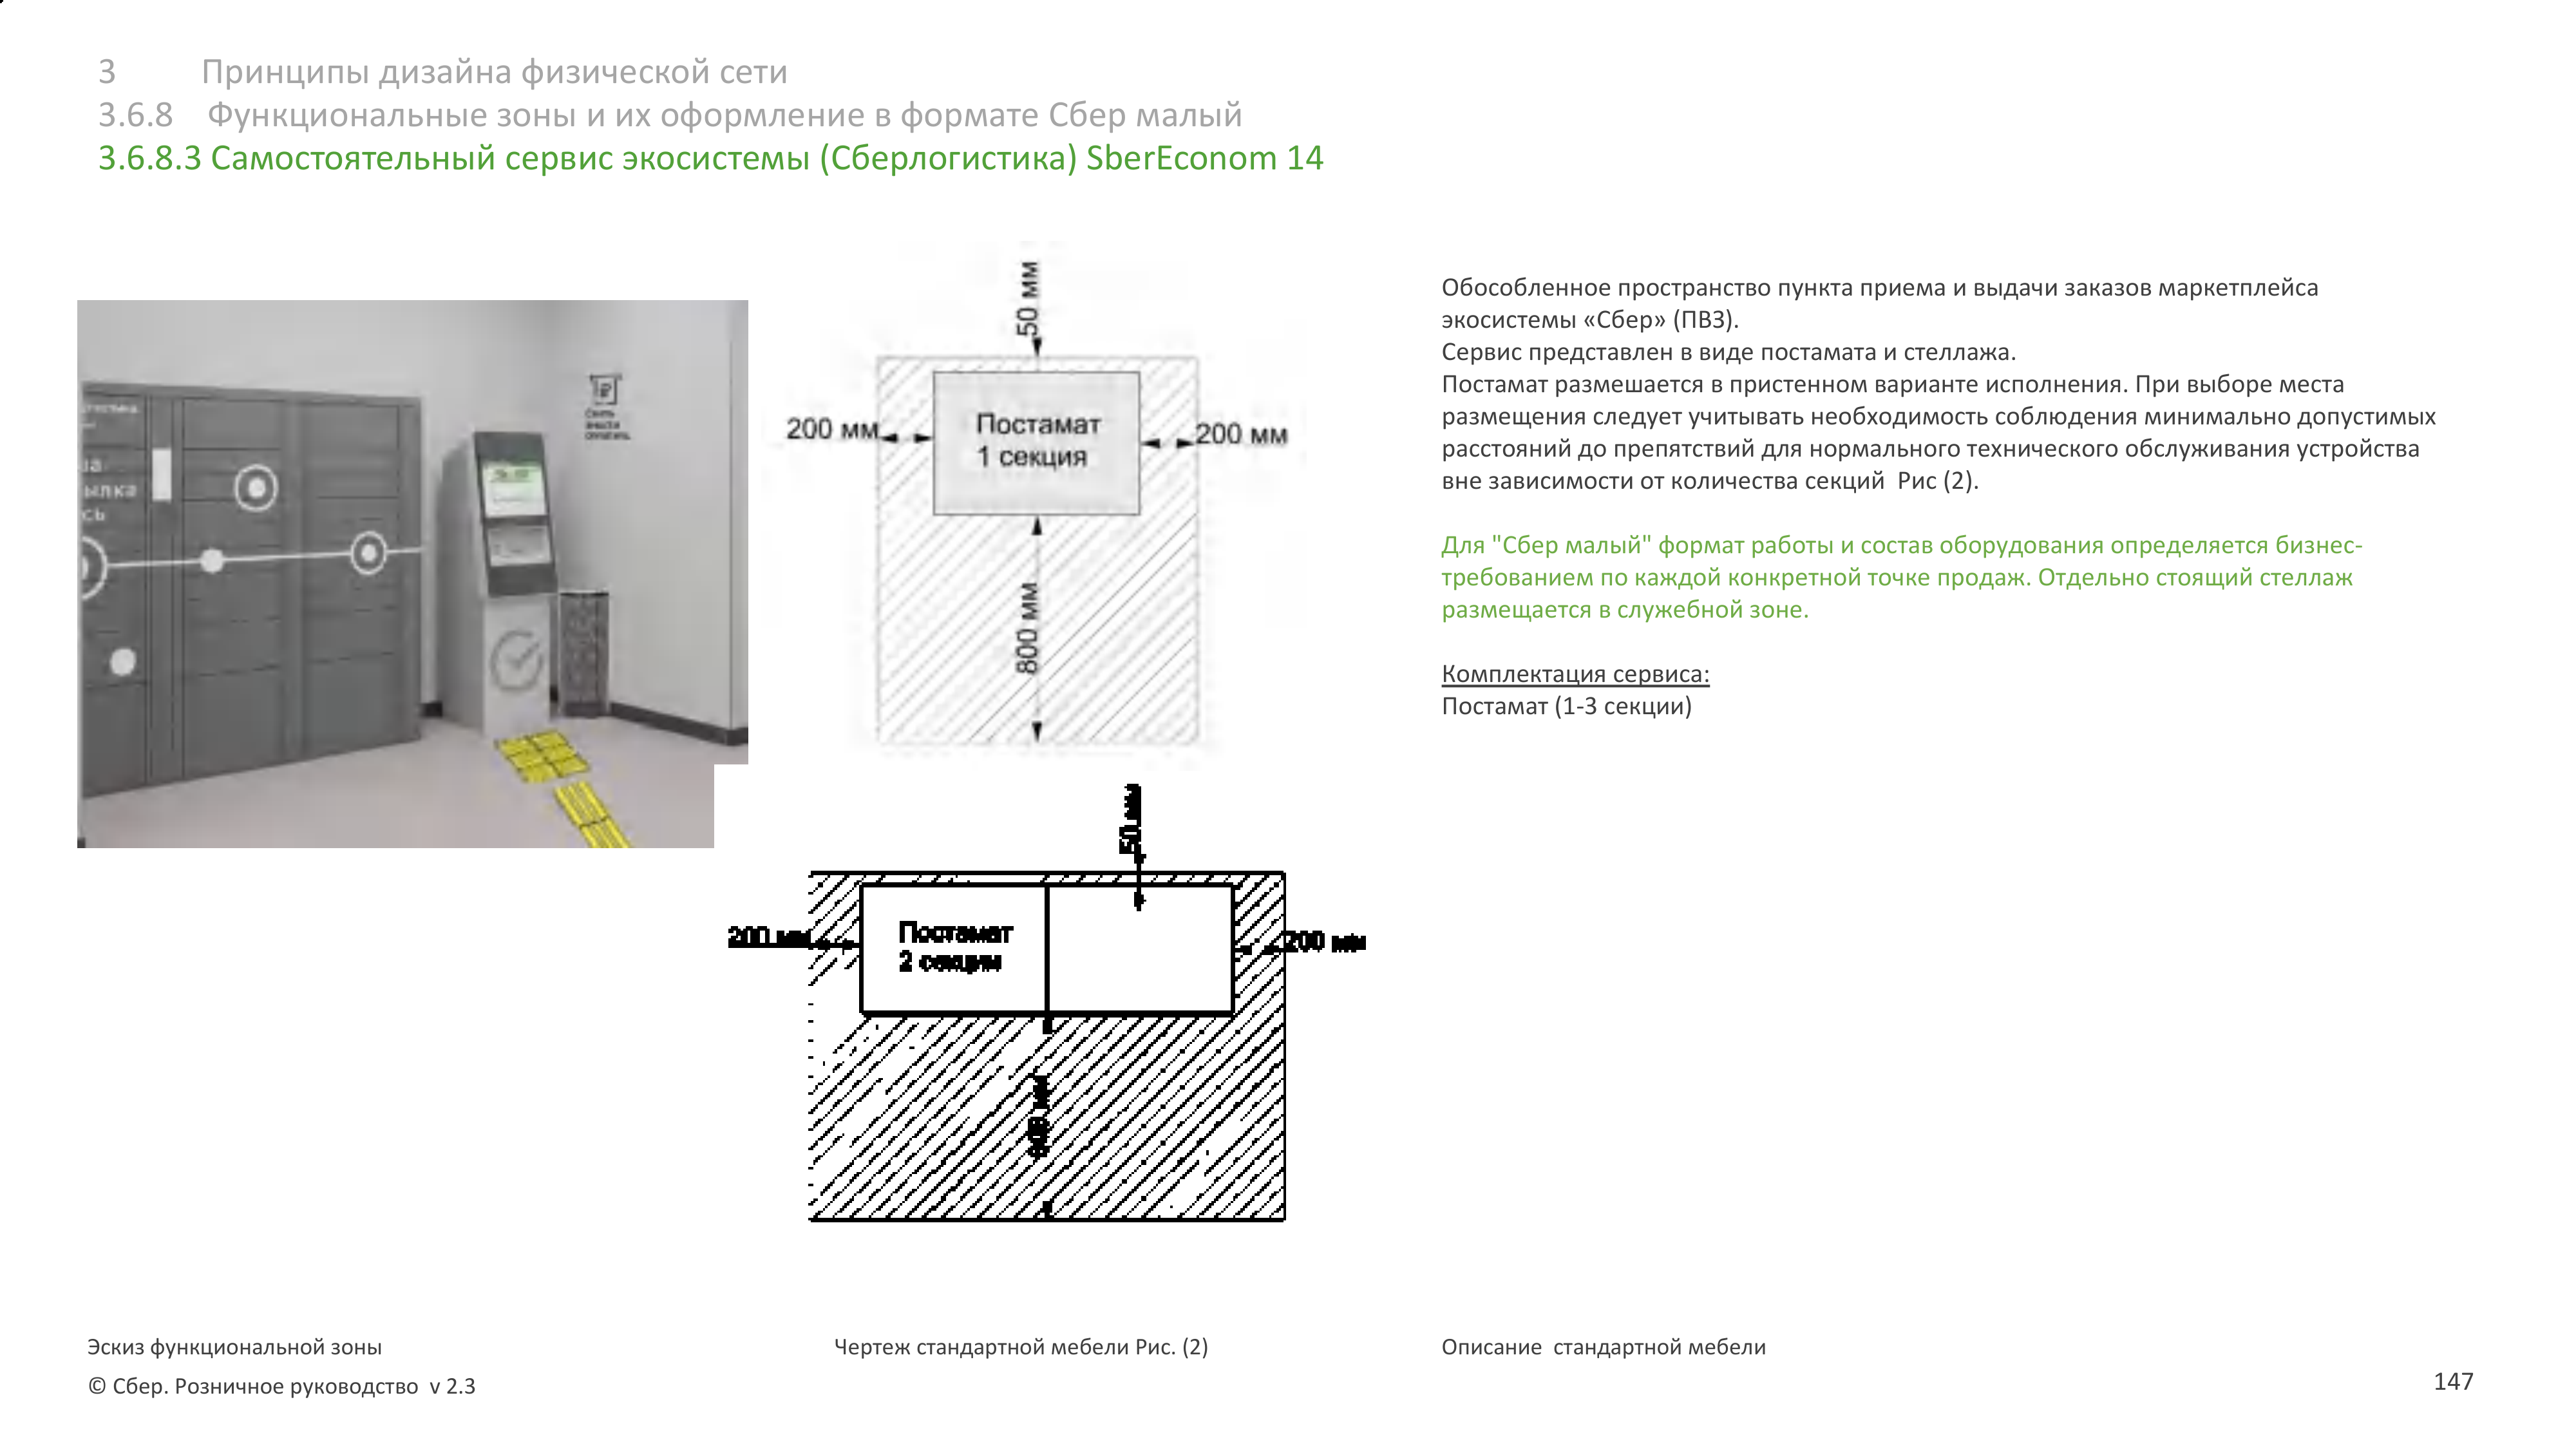 3 Принципы дизайна физической сети
3.6.8 Функциональные зоны и их оформление в формате Сбер малый
3.6.8.3 Самостоятельный сервис экосистемы (Сберлогистика) SberEconom 14
50 мм
200 мм
Постамат
1 секция
200 мм
800 мм
50 мм
200 мм
Постамат
2 секции
200 мм
Обособленное пространство пункта приема и выдачи заказов маркетплейса
экосистемы «Сбер» (ПВЗ).
Сервис представлен в виде постамата и стеллажа.
Постамат размешается в пристенном варианте исполнения. При выборе места
размещения следует учитывать необходимость соблюдения минимально допустимых
расстояний до препятствий для нормального технического обслуживания устройства
вне зависимости от количества секций Рис (2).
Для "Сбер малый" формат работы и состав оборудования определяется бизнес-
требованием по каждой конкретной точке продаж. Отдельно стоящий стеллаж
размещается в служебной зоне.
Комплектация сервиса:
Постамат (1-3 секции)
Эскиз функциональной зоны
Чертеж стандартной мебели Рис. (2)
Описание стандартной мебели
© Сбер. Розничное руководство v 2.3
147